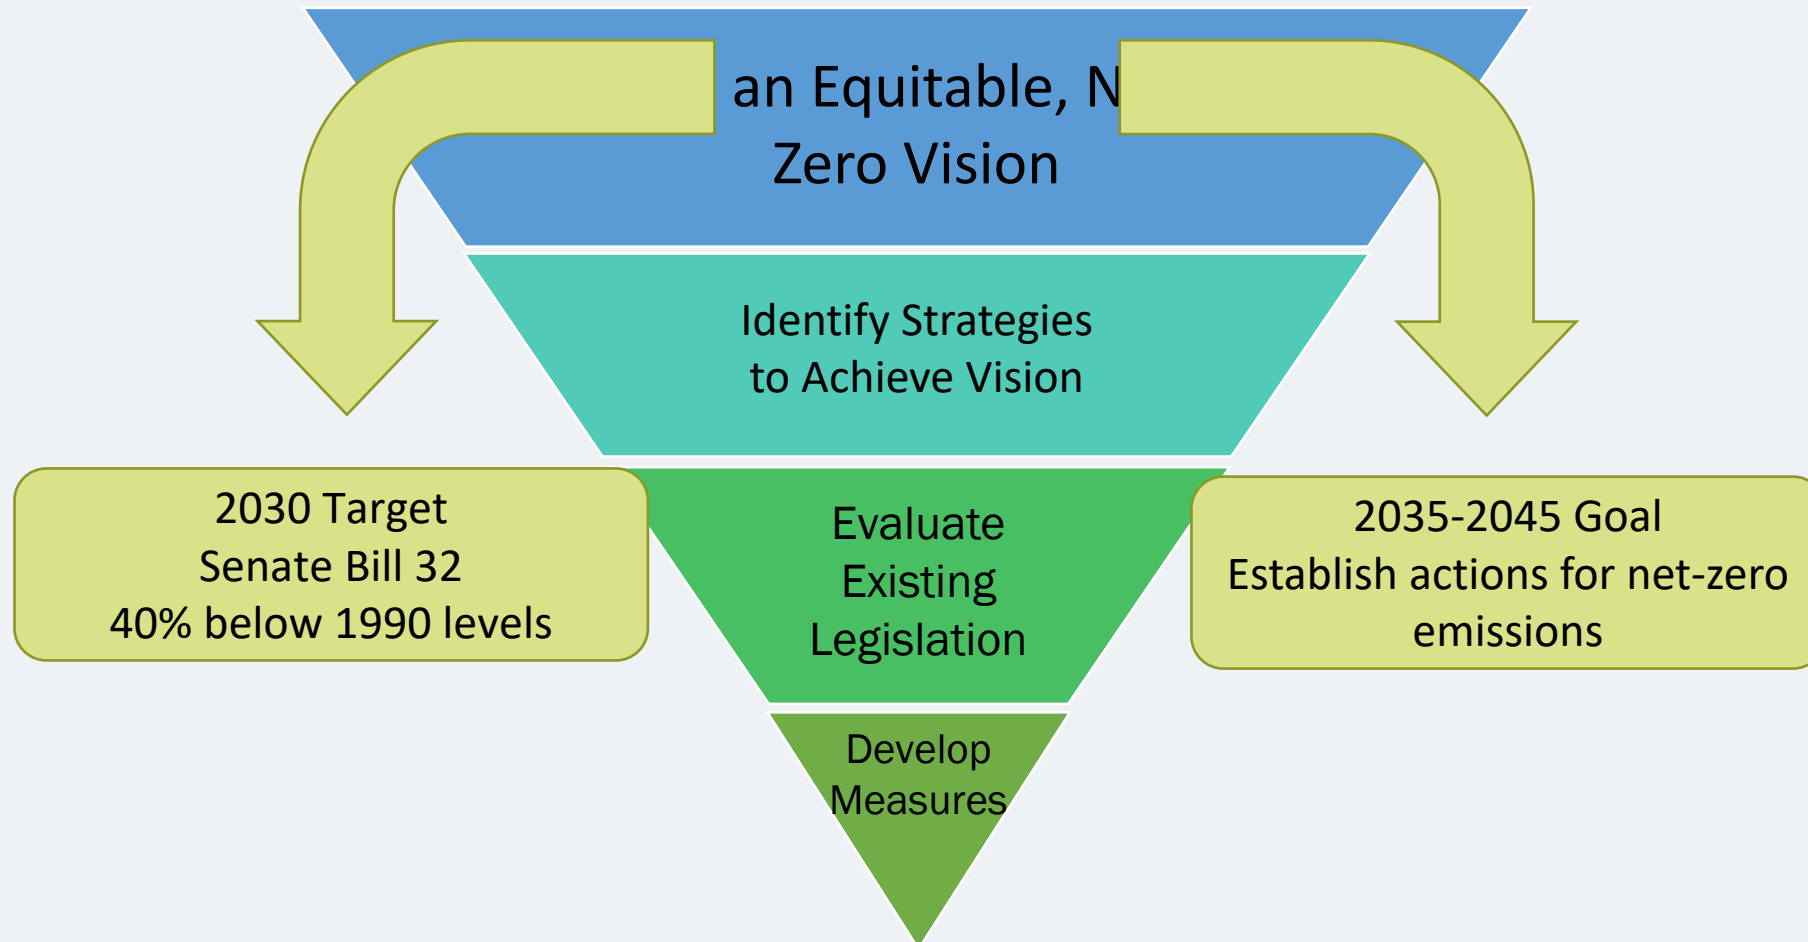 an Equitable,
Zero Vision
Identify Strategies
to Achieve Vision
2030 Target
Senate Bill 32
40% below 1990 levels
Evaluate
Existing
Legislation
2035-2045 Goal
Establish actions for net-zero
emissions
Develop
Measures